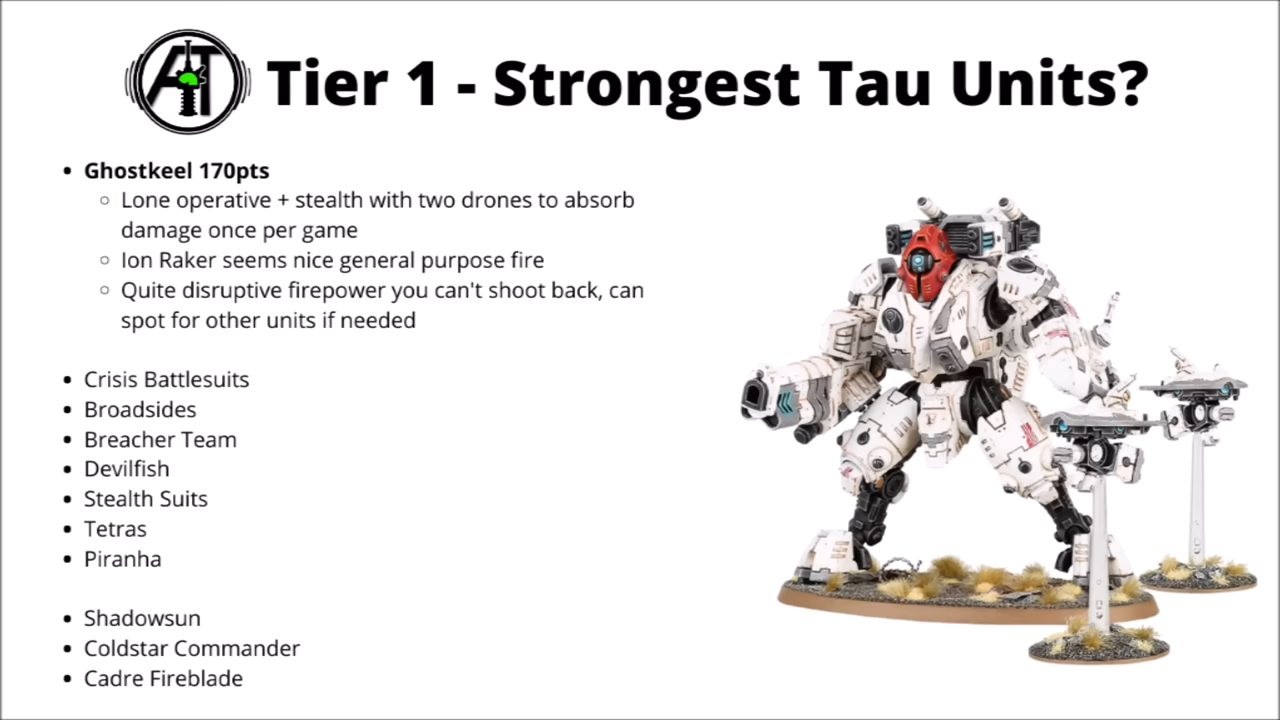 AT
Tier 1 - Strongest Tau Units?
• Ghostkeel 170pts
○ Lone operative + stealth with two drones to absorb
damage once per game
○ Ion Raker seems nice general purpose fire
○ Quite disruptive firepower you can't shoot back, can
spot for other units if needed
• Crisis Battlesuits
• Broadsides
• Breacher Team
• Devilfish
• Stealth Suits
• Tetras
• Piranha
• Shadowsun
• Coldstar Commander
• Cadre Fireblade